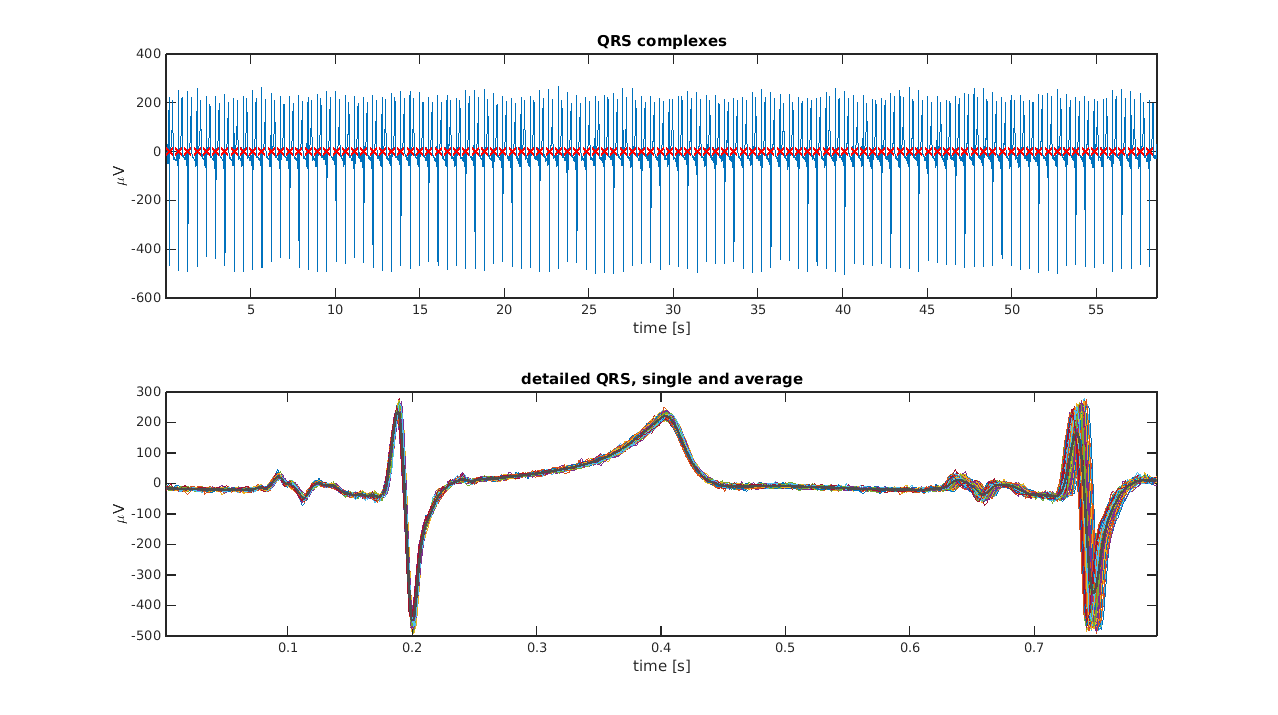 QRS complexes
400
200
0
-200
-400
-600
μV
5 10 15 20 25 30 35 40 45 50 55
time [s]
detailed QRS, single and average
300
200
100
0
-100
-200
-300
-400
-500
μV
0.1 0.2 0.3 0.4 0.5 0.6 0.7
time [s]